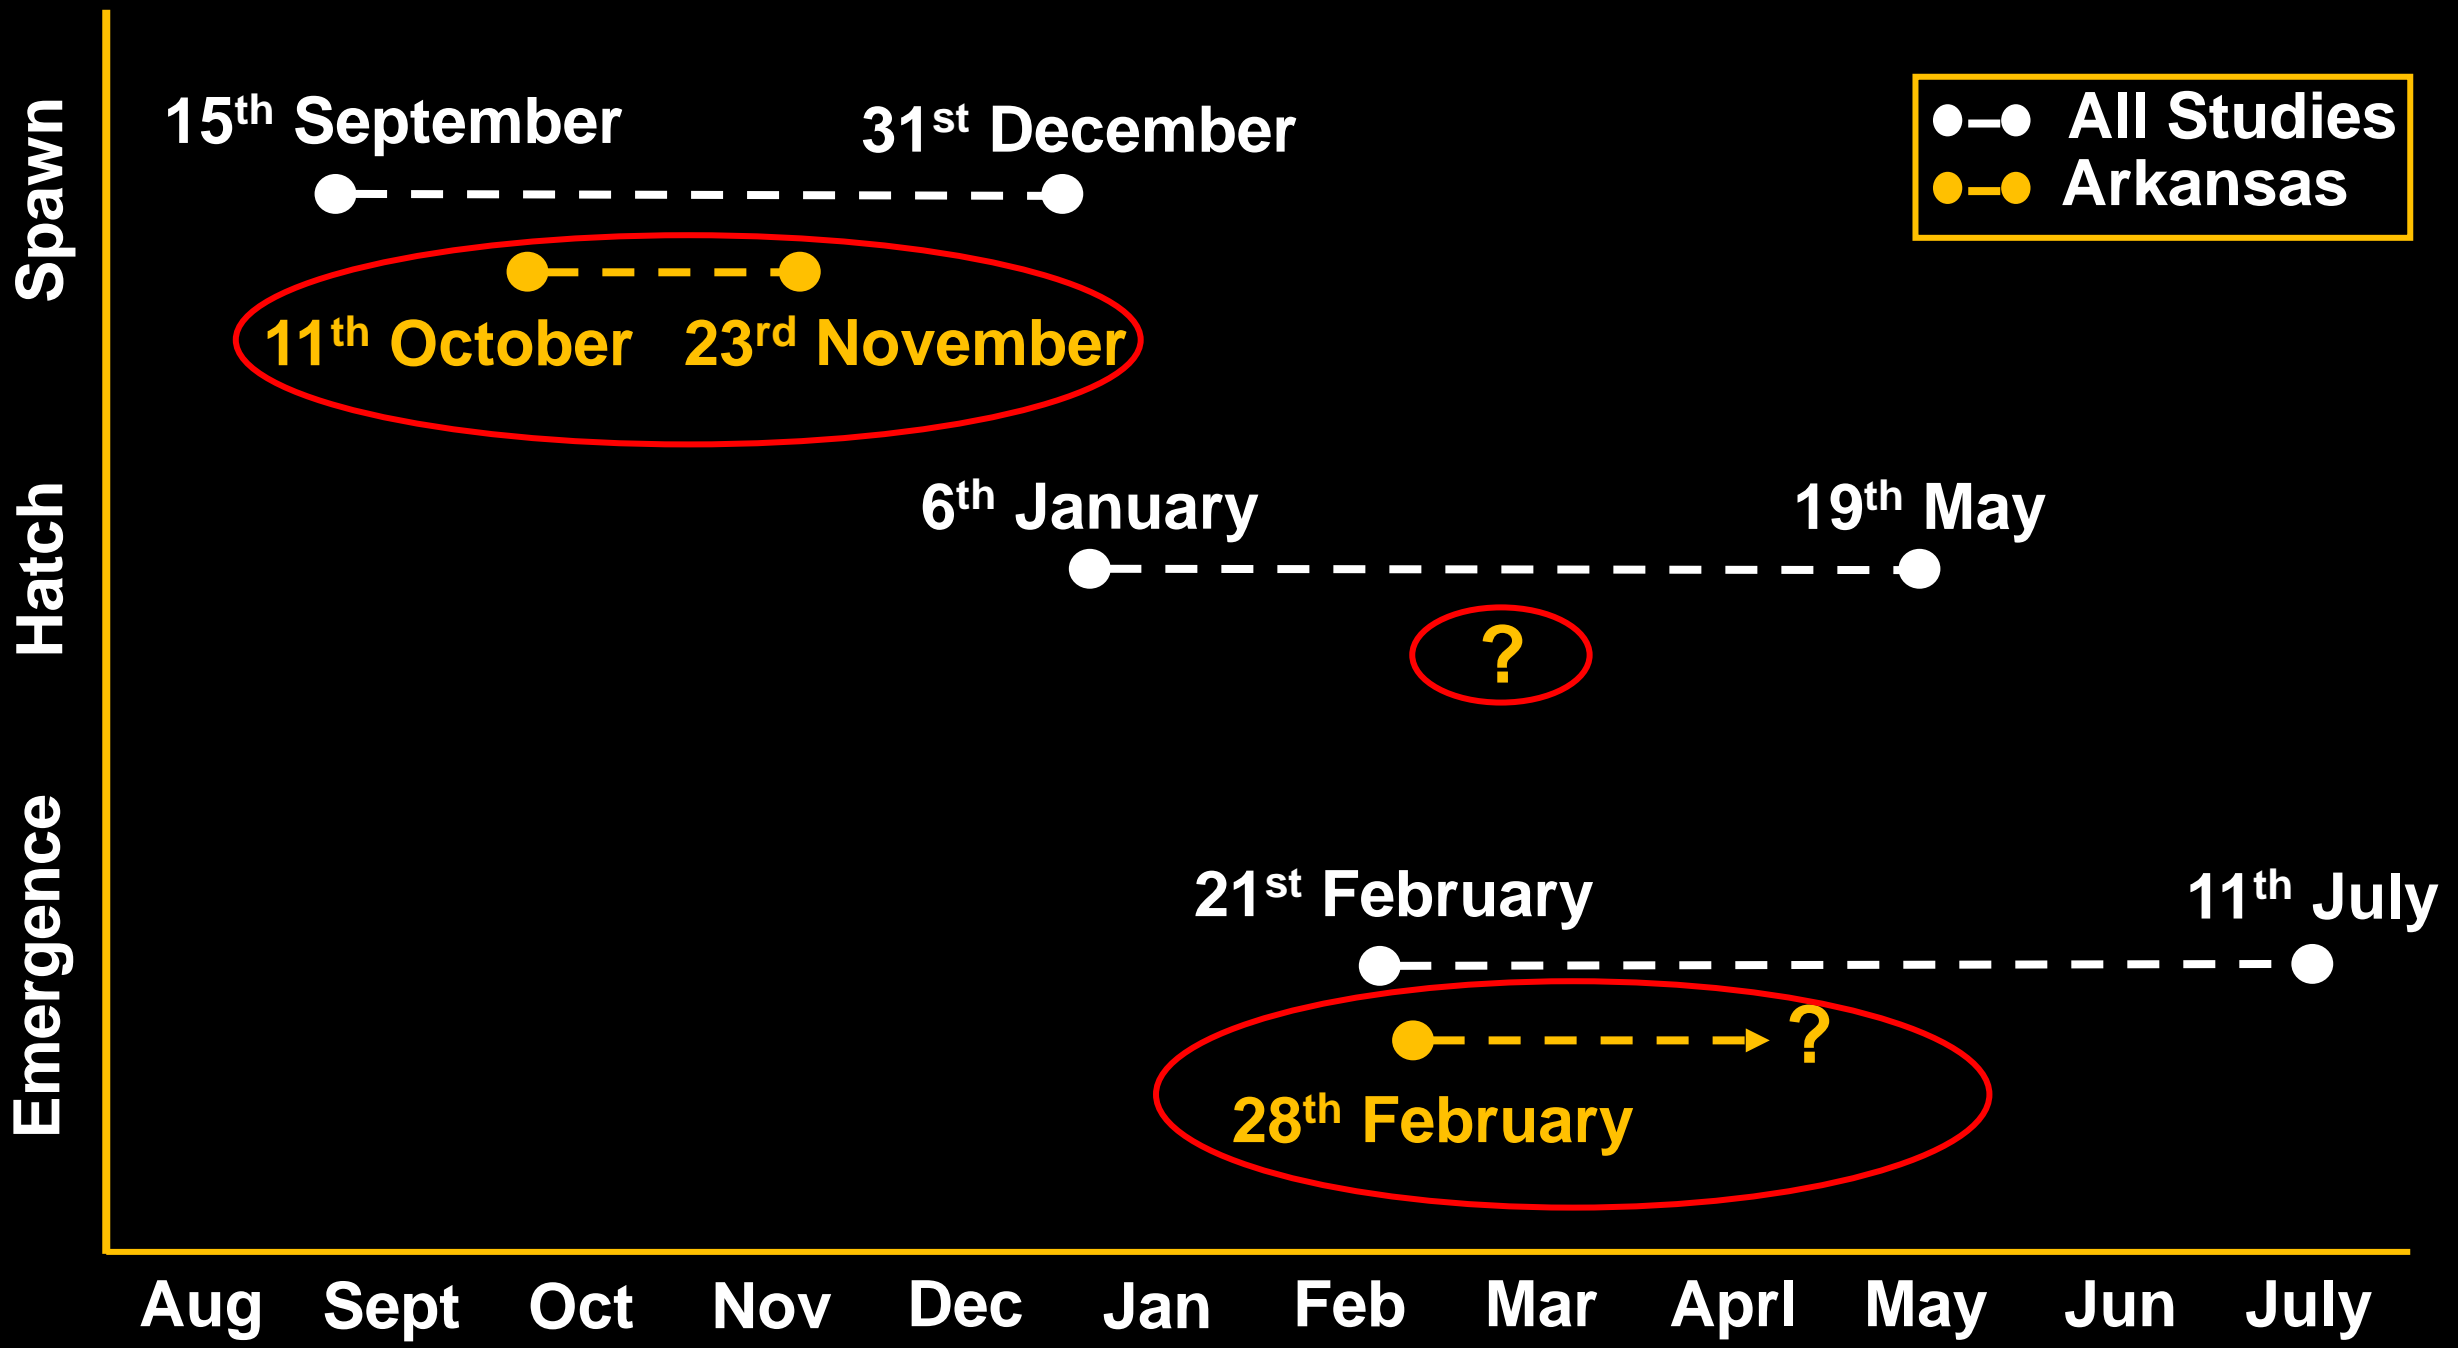 Spawn
15th September
31st December
All Studies
Arkansas
11th October
23rd November
Hatch
6th January
19th May
?
Emergence
21st February
11th July
?
28th February
Aug Sept Oct Nov Dec Jan Feb Mar Aprl May Jun July